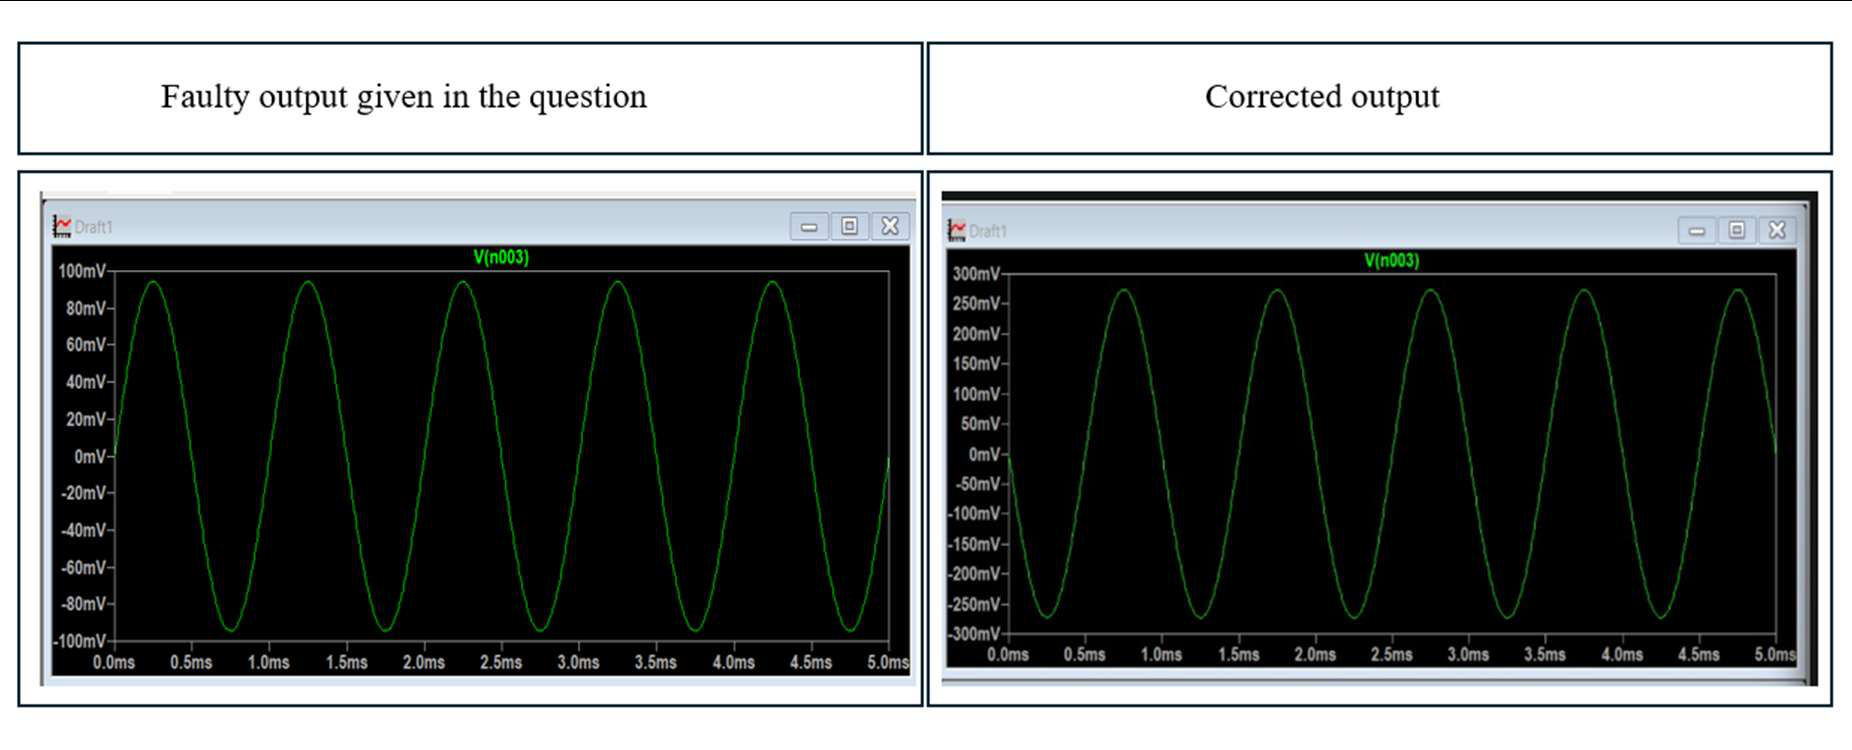 Faulty output given in the question
Corrected output
Draft1
V(n003)
100mV
80mV
60mV
40mV
20mV
0mV
-20mV
-40mV
-60mV
-80mV
-100mV
0.0ms 0.5ms 1.0ms 1.5ms 2.0ms 2.5ms 3.0ms 3.5ms 4.0ms 4.5ms 5.0ms
Draft1
V(n003)
300mV
250mV
200mV
150mV
100mV
50mV
0mV
-50mV
-100mV
-150mV
-200mV
-250mV
-300mV
0.0ms 0.5ms 1.0ms 1.5ms 2.0ms 2.5ms 3.0ms 3.5ms 4.0ms 4.5ms 5.0ms